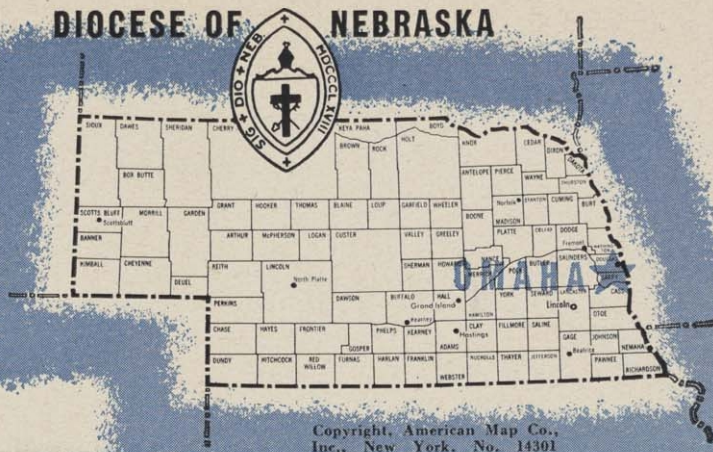 DIOCESE OF NEBRASKA
SIG + DIO + NEB + MDCCCLXVIII +
SIOUX DAWES SHERIDAN CHERRY KEYA PAHA BOYD
BROWN ROCK HOLT KNOX CEDAR DIXON DAKOTA
BOX BUTTE ANTELOPE PIERCE WAYNE THURSTON
SCOTTS BLUFF MORRILL GARDEN GRANT HOOKER THOMAS BLAINE LOUP GARFIELD WHEELER BOONE Norfolk STANTON CUMING BURT
Scottsbluff MADISON
BANNER ARTHUR McPHERSON LOGAN CUSTER VALLEY GREELEY PLATTE COLFAX DODGE
Fremont
KIMBALL CHEYENNE KEITH LINCOLN SHERMAN HOWARD MERRICK POLK BUTLER SAUNDERS
OMAHA
DEUEL North Platte
PERKINS DAWSON BUFFALO HALL YORK SEWARD LANCASTER CASS
Grand Island Lincoln
Kearney HAMILTON OTOE
CHASE HAYES FRONTIER PHELPS KEARNEY Hastings CLAY FILLMORE SALINE
GOSPER ADAMS GAGE JOHNSON NEMAHA
DUNDY HITCHCOCK RED WILLOW FURNAS HARLAN FRANKLIN NUCKOLLS THAYER JEFFERSON Beatrice PAWNEE
WEBSTER RICHARDSON
Copyright, American Map Co.,
Inc., New York, No. 14301